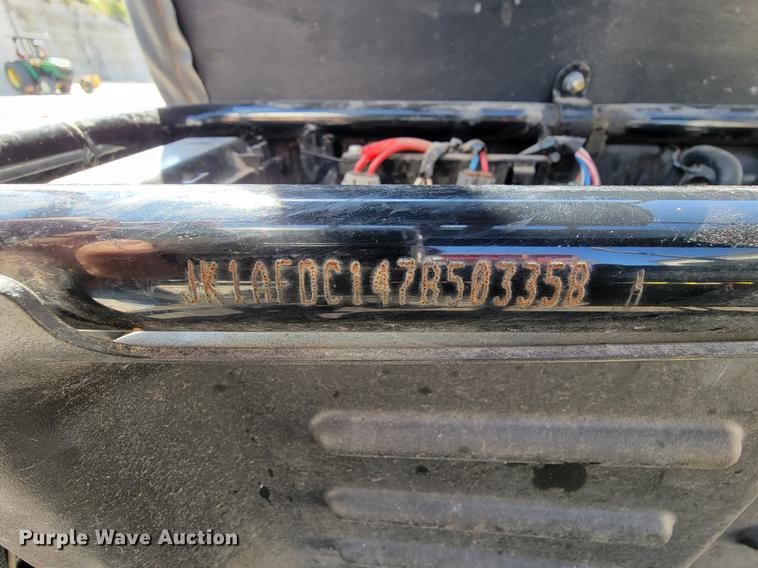 JK1AFDC147B503358
Purple Wave Auction